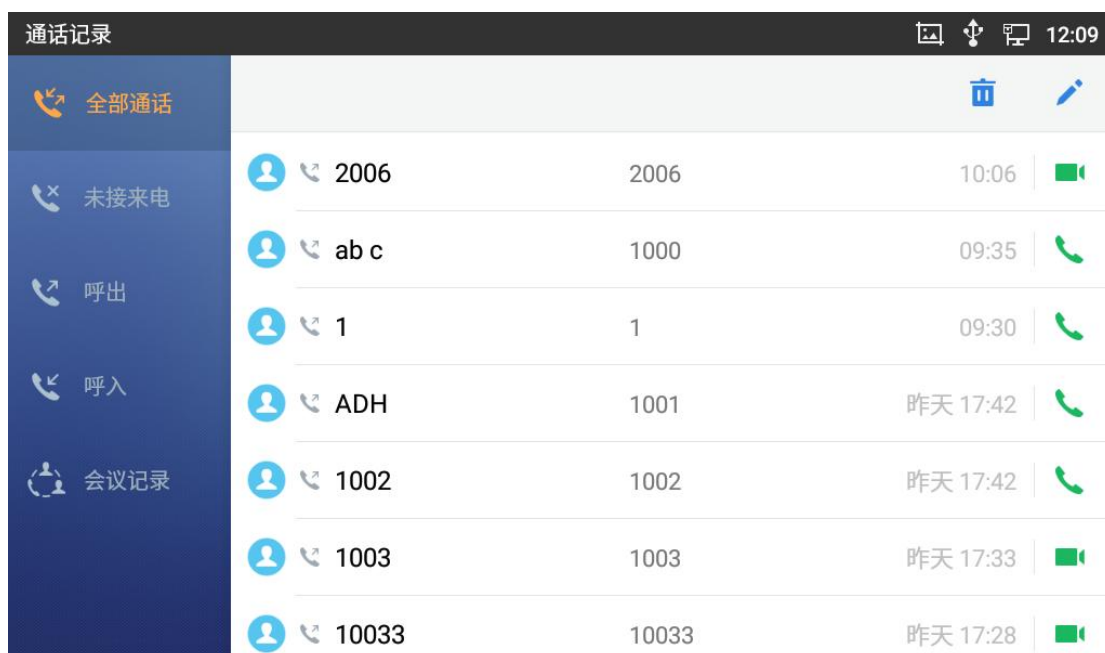 通话记录 12:09
全部通话
未接来电
呼出
呼入
会议记录
2006 2006 10:06
ab c 1000 09:35
1 1 09:30
ADH 1001 昨天 17:42
1002 1002 昨天 17:42
1003 1003 昨天 17:33
10033 10033 昨天 17:28